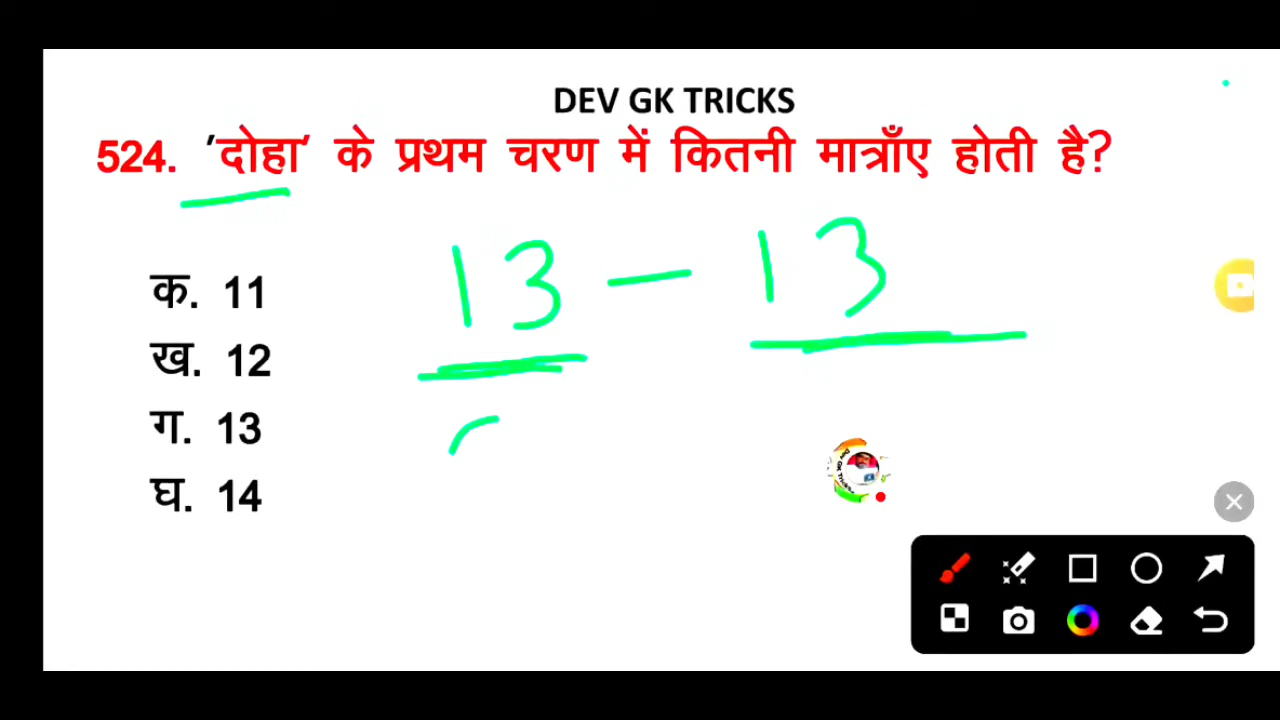 DEV GK TRICKS
524. 'दोहा' के प्रथम चरण में कितनी मात्राँए होती है?
13 — 13
क. 11
ख. 12
ग. 13
घ. 14